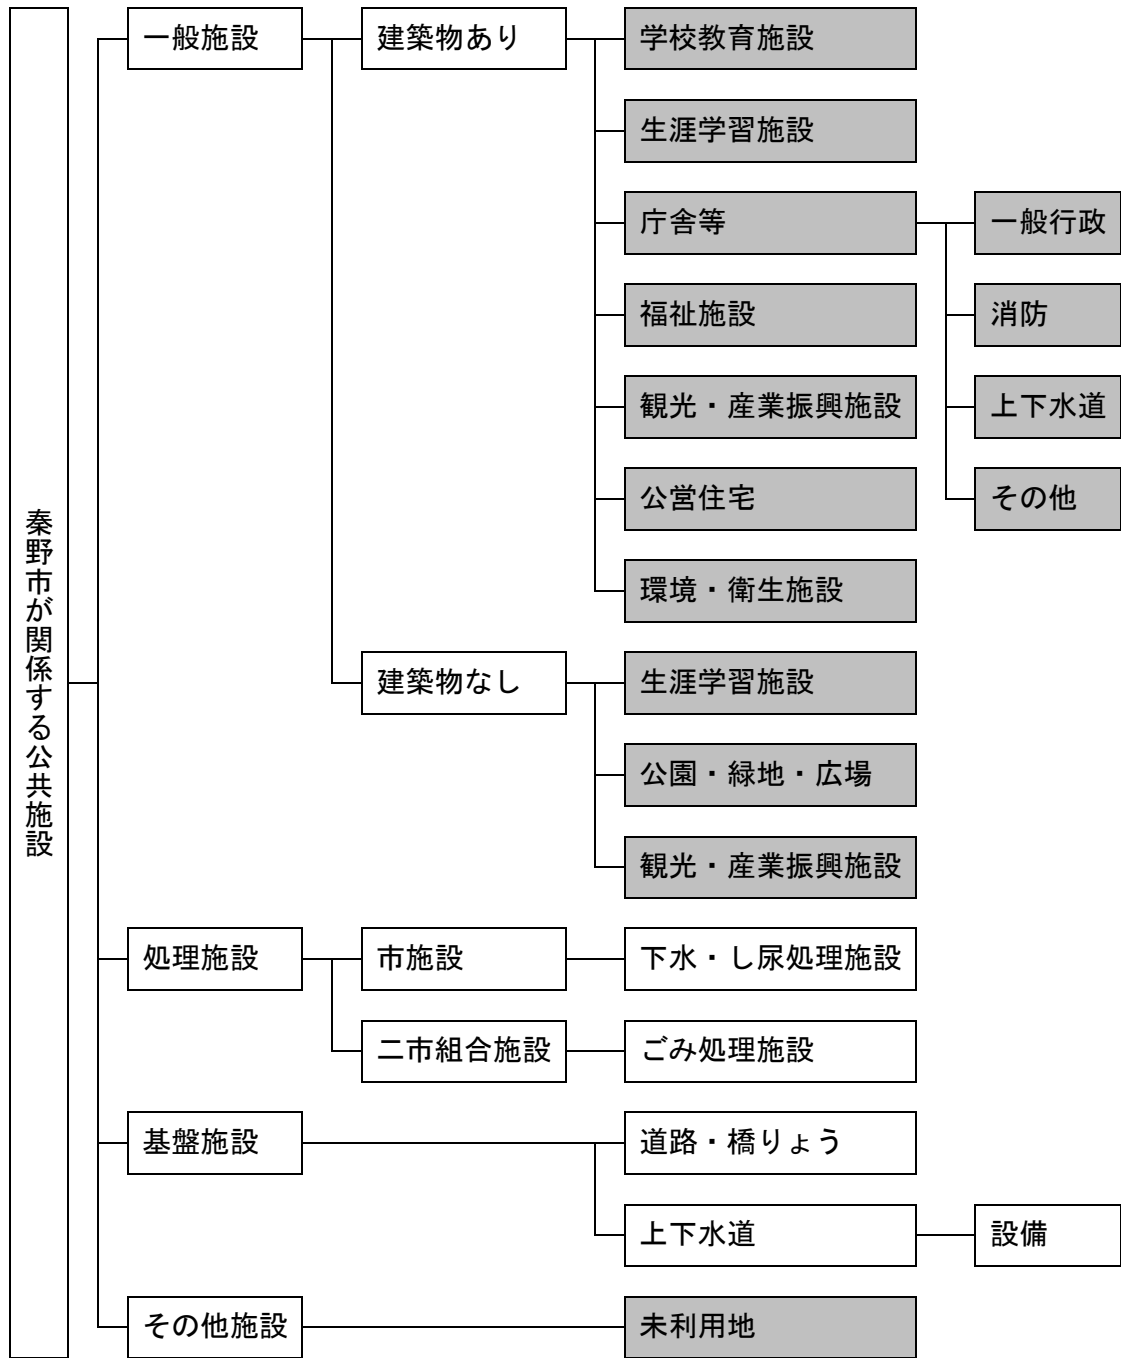 秦野市が関係する公共施設
一般施設
建築物あり
学校教育施設
生涯学習施設
庁舎等
一般行政
福祉施設
消防
観光・産業振興施設
上下水道
公営住宅
その他
環境・衛生施設
建築物なし
生涯学習施設
公園・緑地・広場
観光・産業振興施設
処理施設
市施設
下水・し尿処理施設
二市組合施設
ごみ処理施設
基盤施設
道路・橋りょう
上下水道
設備
その他施設
未利用地